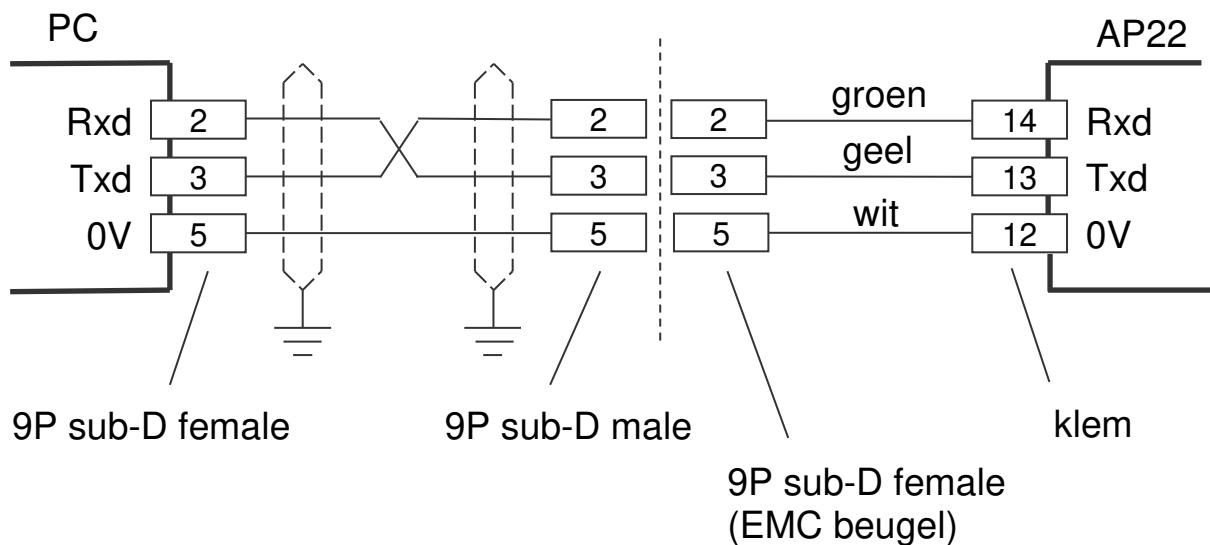 PC
AP22
Rxd 2 2 2 groen 14 Rxd
Txd 3 3 3 geel 13 Txd
0V 5 5 5 wit 12 0V
9P sub-D female
9P sub-D male
klem
9P sub-D female
(EMC beugel)